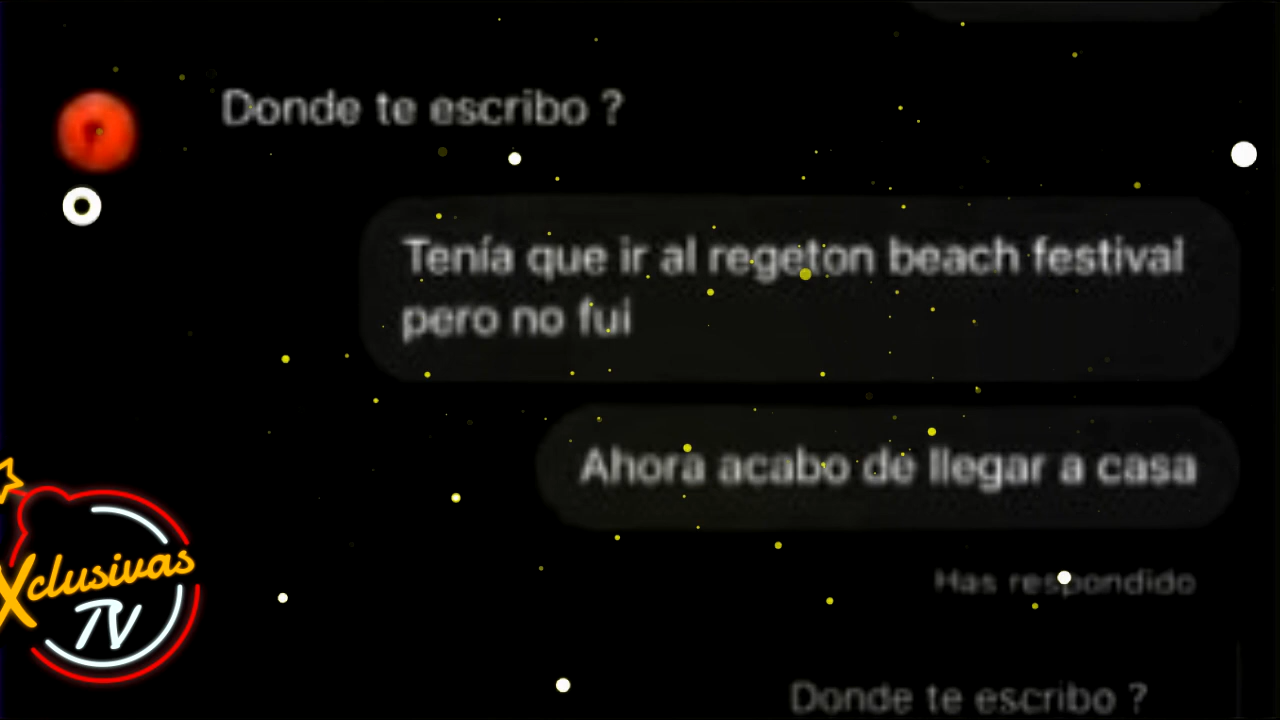 Donde te escribo ?
Tenía que ir al regeton beach festival
pero no fui
Ahora acabo de llegar a casa
Has respondido
Donde te escribo ?
Xclusivas
TV